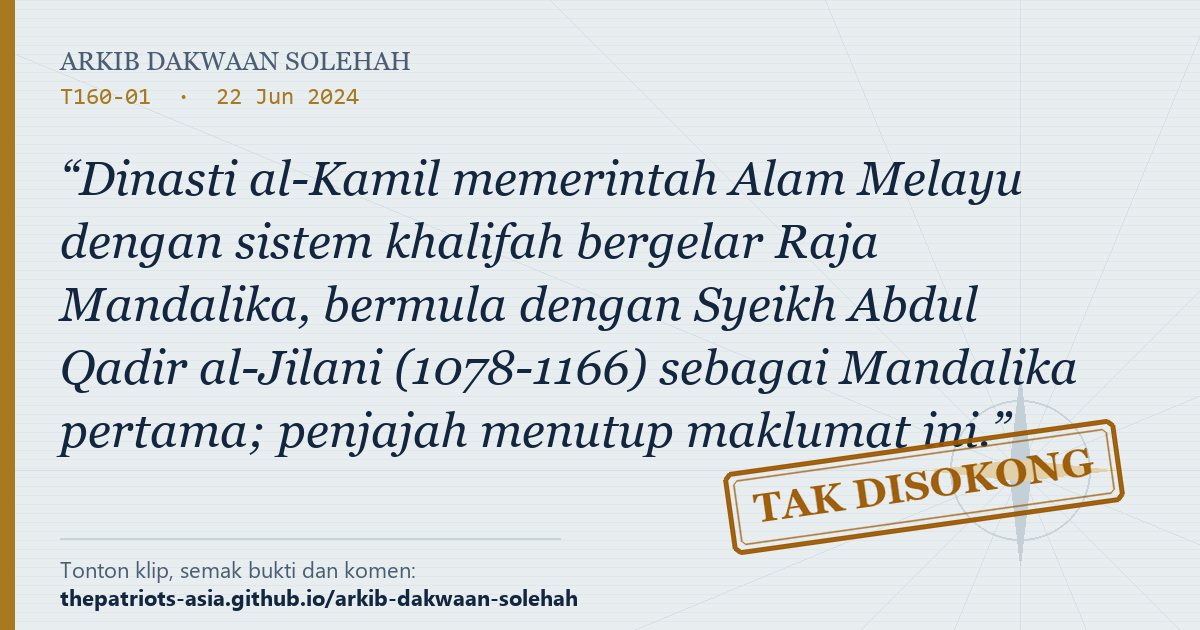 ARKIB DAKWAAN SOLEHAH
T160-01 · 22 Jun 2024
“Dinasti al-Kamil memerintah Alam Melayu
dengan sistem khalifah bergelar Raja
Mandalika, bermula dengan Syeikh Abdul
Qadir al-Jilani (1078-1166) sebagai Mandalika
pertama; penjajah menutup maklumat ini.”
TAK DISOKONG
Tonton klip, semak bukti dan komen:
thepatriots-asia.github.io/arkib-dakwaan-solehah